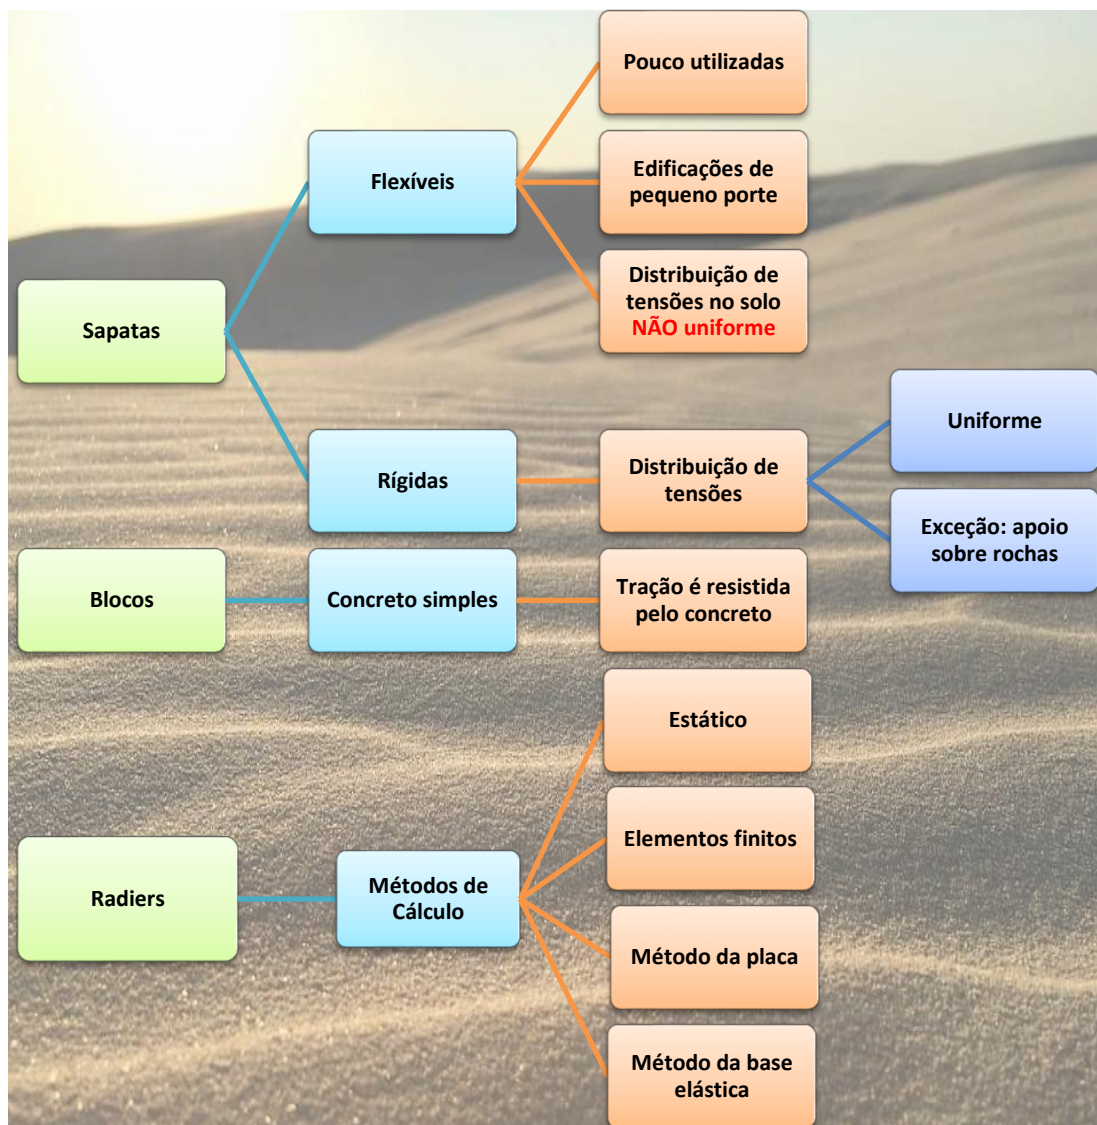 Pouco utilizadas
Flexíveis
Edificações de
pequeno porte
Distribuição de
tensões no solo
NÃO uniforme
Sapatas
Uniforme
Rígidas
Distribuição de
tensões
Exceção: apoio
sobre rochas
Blocos
Concreto simples
Tração é resistida
pelo concreto
Estático
Elementos finitos
Radiers
Métodos de
Cálculo
Método da placa
Método da base
elástica